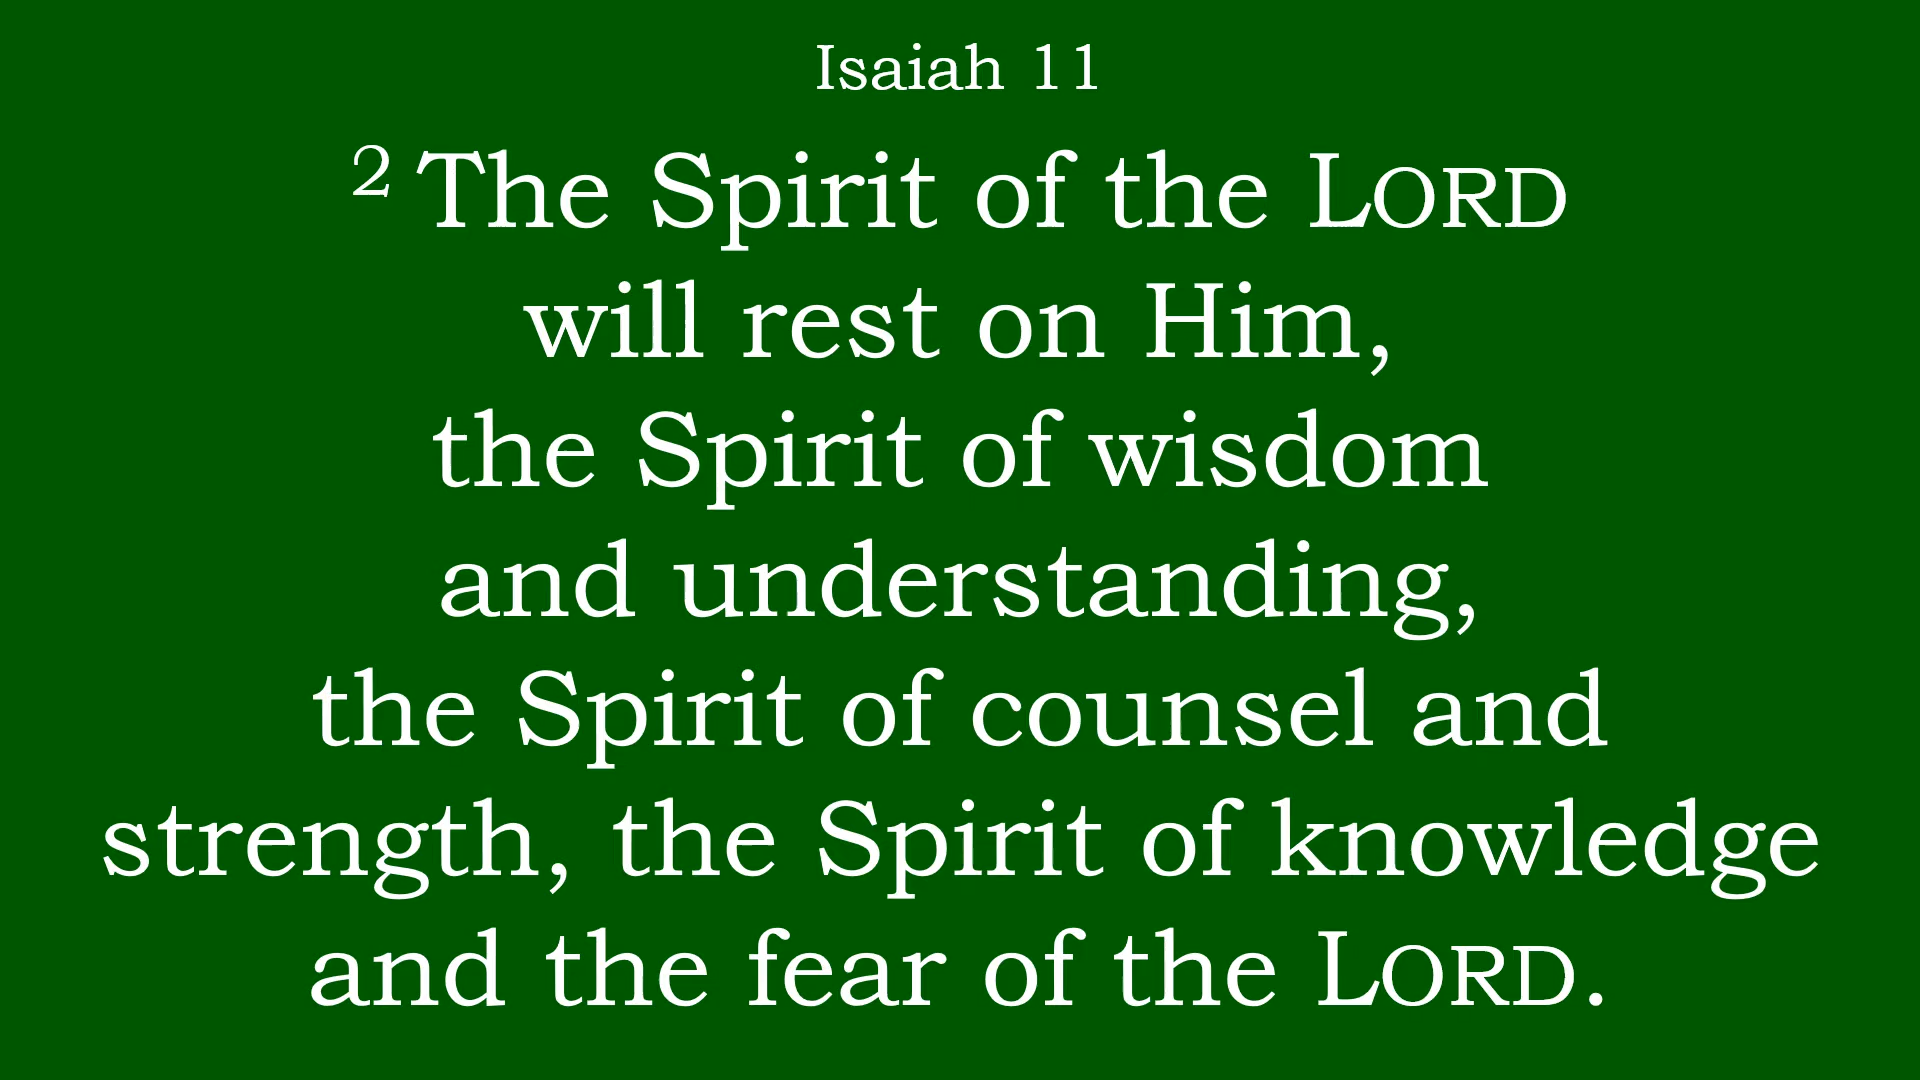 Isaiah 11
2 The Spirit of the LORD
will rest on Him,
the Spirit of wisdom
and understanding,
the Spirit of counsel and
strength, the Spirit of knowledge
and the fear of the LORD.